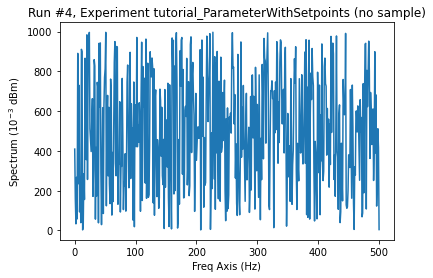 Run #4, Experiment tutorial_ParameterWithSetpoints (no sample)
1000
800
600
400
200
0
Spectrum (10⁻³ dBm)
0 100 200 300 400 500
Freq Axis (Hz)